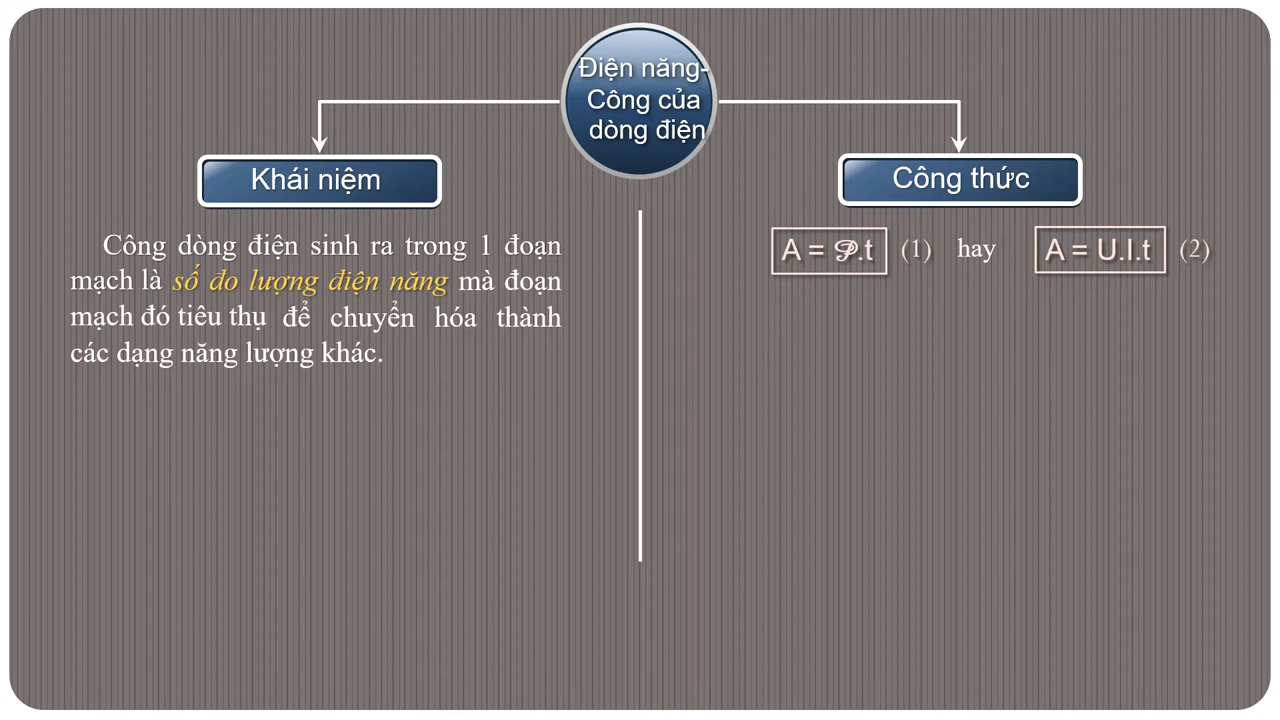 Điện năng-
Công của
dòng điện
Khái niệm
Công thức
Công dòng điện sinh ra trong 1 đoạn
mạch là số đo lượng điện năng mà đoạn
mạch đó tiêu thụ để chuyển hóa thành
các dạng năng lượng khác.
A = 𝒫.t (1) hay A = U.I.t (2)